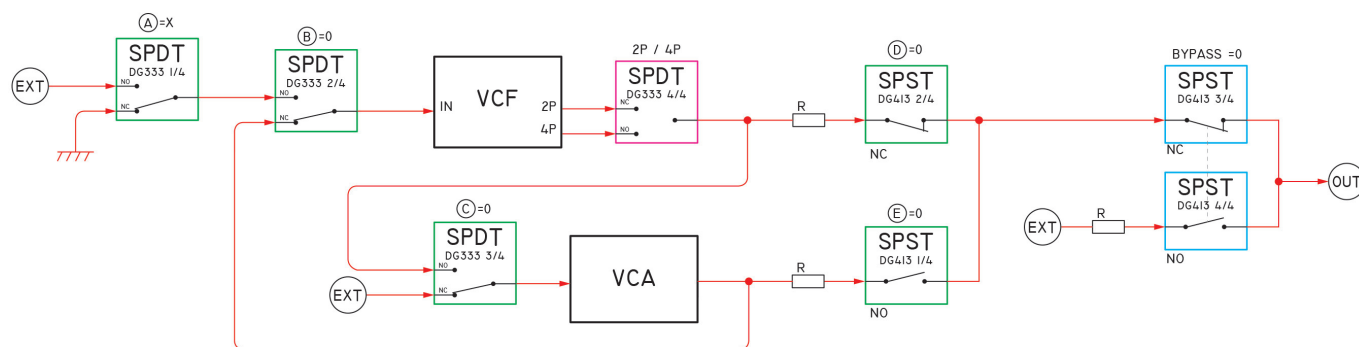 Ⓐ=X
SPDT
DG333 1/4
NO
NC
EXT
Ⓑ=0
SPDT
DG333 2/4
NO
NC
IN
VCF
2P
4P
2P / 4P
SPDT
DG333 4/4
NC
NO
R
Ⓓ=0
SPST
DG413 2/4
NC
BYPASS =0
SPST
DG413 3/4
NC
SPST
DG413 4/4
NO
EXT
R
OUT
Ⓒ=0
SPDT
DG333 3/4
NO
NC
EXT
VCA
R
Ⓔ=0
SPST
DG413 1/4
NO